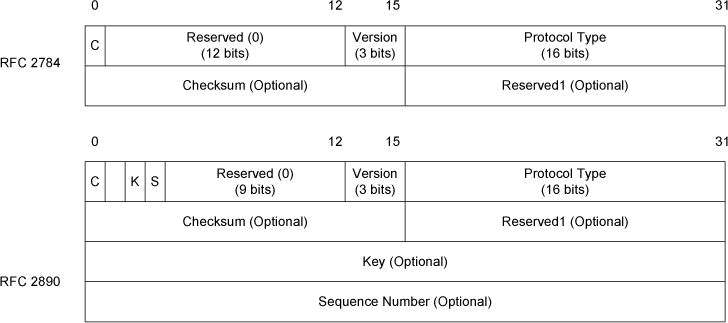 0 12 15 31
C Reserved (0) Version Protocol Type
(12 bits) (3 bits) (16 bits)
RFC 2784
Checksum (Optional) Reserved1 (Optional)
0 12 15 31
C K S Reserved (0) Version Protocol Type
(9 bits) (3 bits) (16 bits)
Checksum (Optional) Reserved1 (Optional)
Key (Optional)
RFC 2890
Sequence Number (Optional)